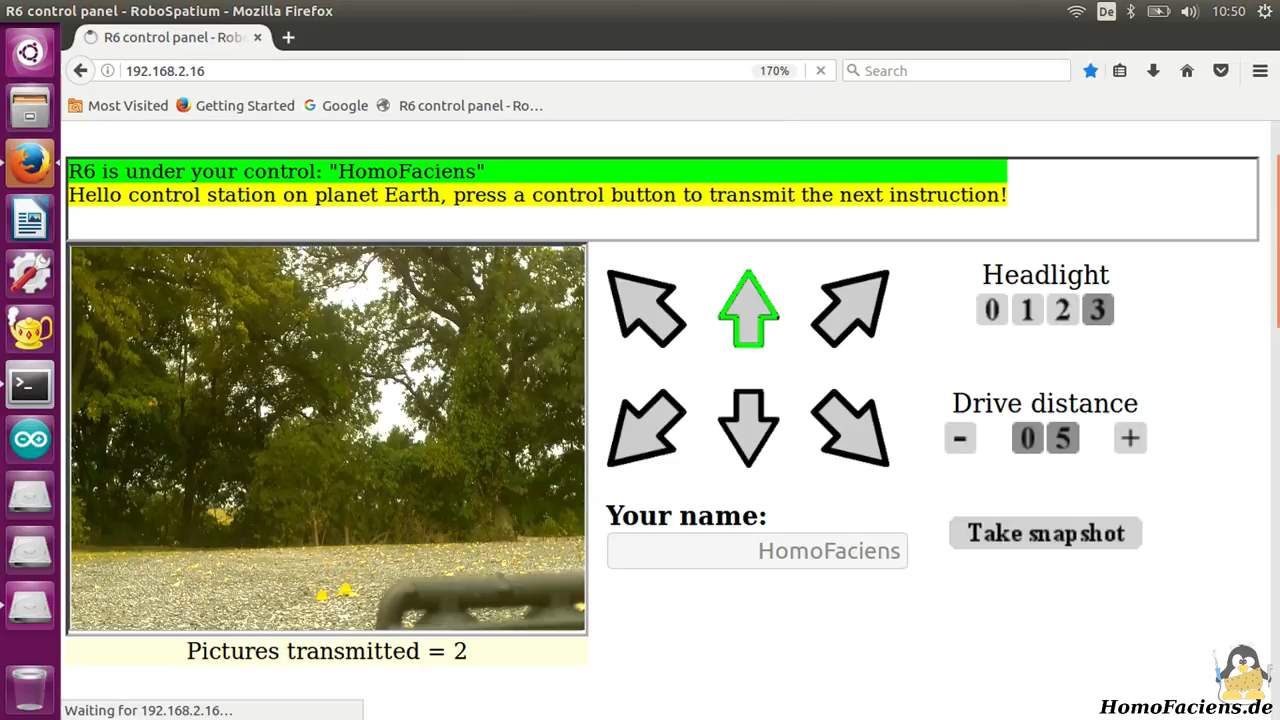 R6 control panel - RoboSpatium - Mozilla Firefox
De
10:50
R6 control panel - Rob
192.168.2.16
170%
Search
Most Visited
Getting Started
Google
R6 control panel - Ro...
R6 is under your control: "HomoFaciens"
Hello control station on planet Earth, press a control button to transmit the next instruction!
Headlight
0 1 2 3
Drive distance
- 0 5 +
Your name:
HomoFaciens
Take snapshot
Pictures transmitted = 2
Waiting for 192.168.2.16...
HomoFaciens.de